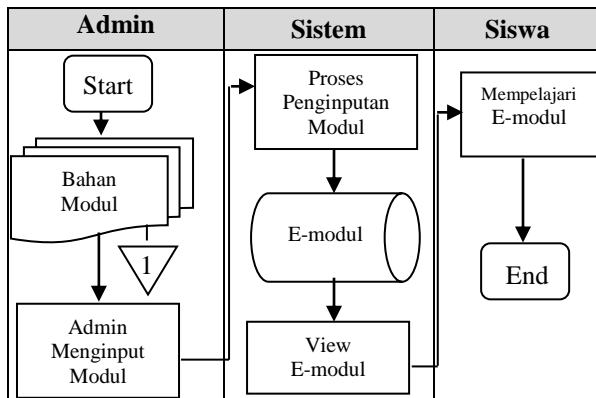 Admin
Sistem
Siswa
Start
Bahan
Modul
1
Admin
Menginput
Modul
Proses
Penginputan
Modul
E-modul
View
E-modul
Mempelajari
E-modul
End